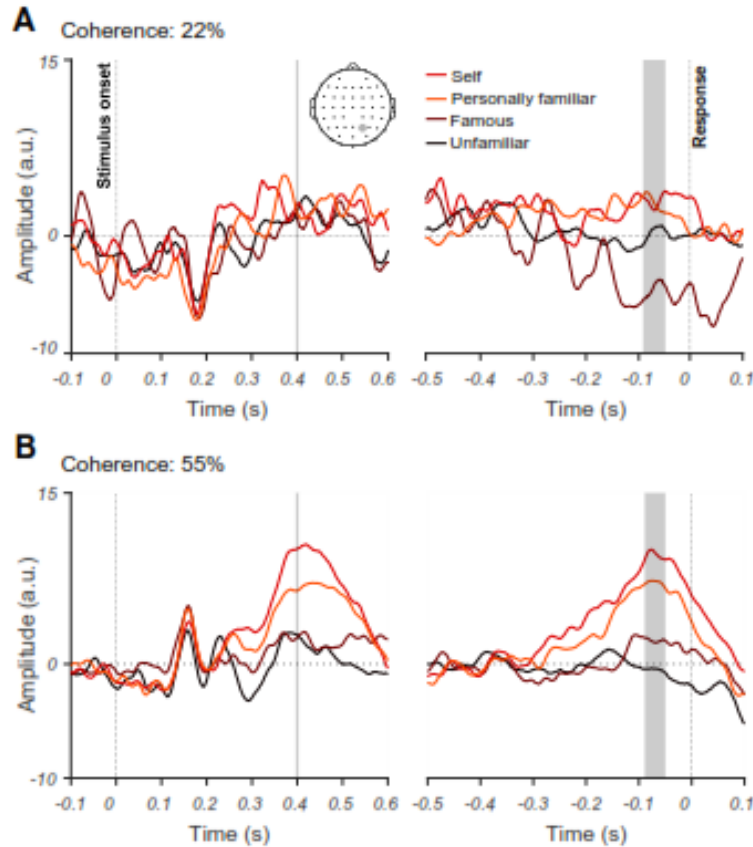 A
Coherence: 22%
15
0
-10
Amplitude (a.u.)
Stimulus onset
-0.1 0 0.1 0.2 0.3 0.4 0.5 0.6
Time (s)
Self
Personally familiar
Famous
Unfamiliar
Response
-0.5 -0.4 -0.3 -0.2 -0.1 0 0.1
Time (s)
B
Coherence: 55%
15
0
-10
Amplitude (a.u.)
-0.1 0 0.1 0.2 0.3 0.4 0.5 0.6
Time (s)
-0.5 -0.4 -0.3 -0.2 -0.1 0 0.1
Time (s)